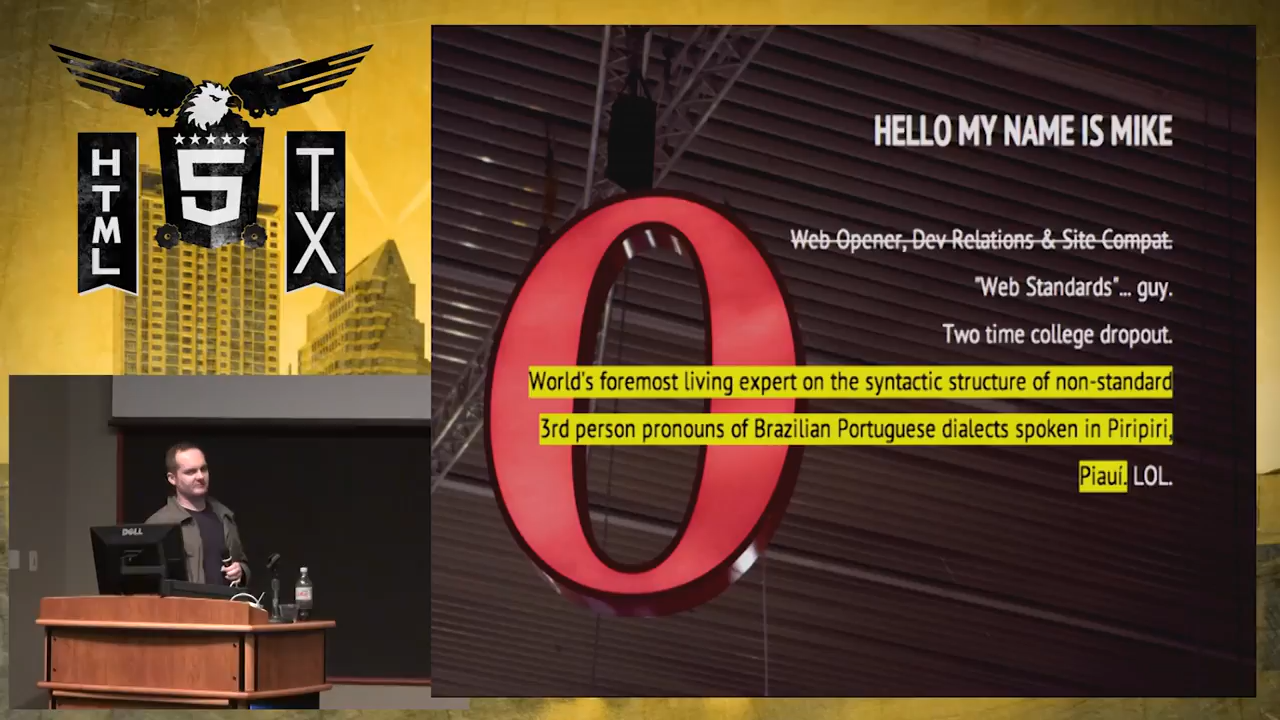 HTML
5
TX
HELLO MY NAME IS MIKE
Web Opener, Dev Relations & Site Compat.
"Web Standards"... guy.
Two time college dropout.
World's foremost living expert on the syntactic structure of non-standard
3rd person pronouns of Brazilian Portuguese dialects spoken in Piripiri,
Piauí. LOL.
DELL